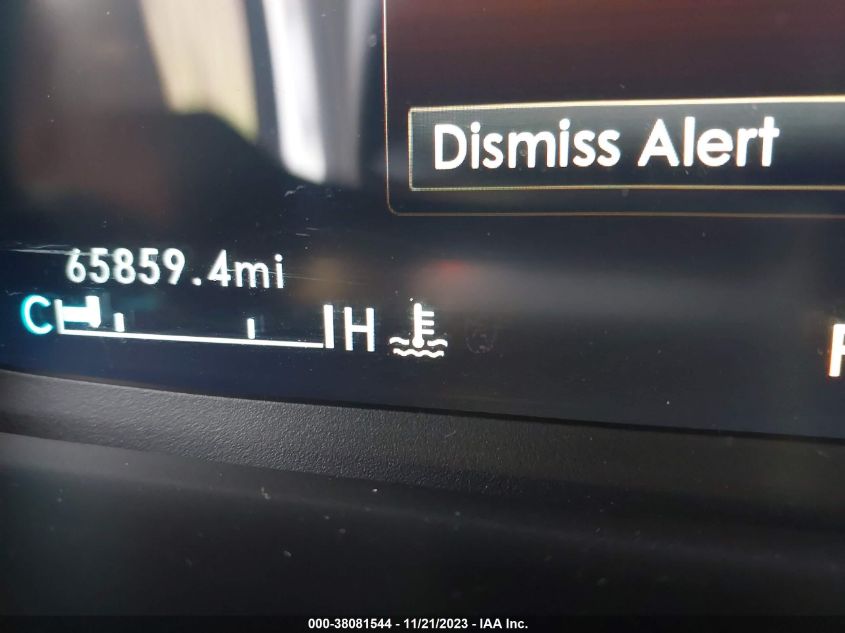 Dismiss Alert
65859.4mi
C H
000-38081544 — 11/21/2023 — IAA Inc.